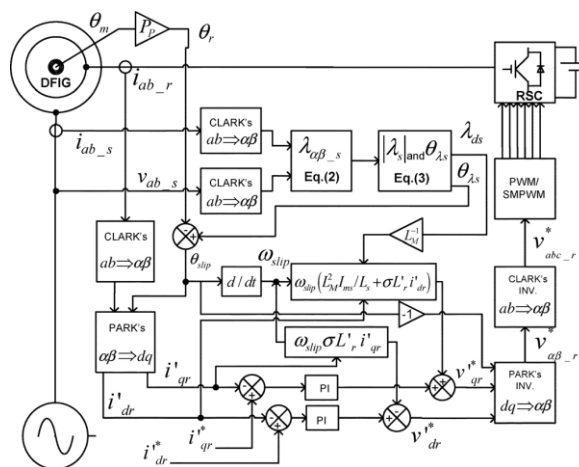 θm
PP
θr
DFIG
iab_r
RSC
iab_s
CLARK's
ab⇒αβ
λαβ_s
Eq.(2)
|λs| and θλs
Eq.(3)
λds
θλs
vab_s
CLARK's
ab⇒αβ
PWM/
SMPWM
L_M^-1
v*abc_r
CLARK's
ab⇒αβ
- +
θslip
ωslip
d/dt
ωslip(L²M Ims/Ls + σL'r i'dr)
CLARK's
INV.
ab⇒αβ
-1
v*αβ_r
PARK's
αβ⇒dq
ωslip σL'r i'qr
i'qr
- +
PI
+ +
v'*qr
PARK's
INV.
dq⇒αβ
i'dr
i'*qr
- +
PI
+ -
v'*dr
i'*dr